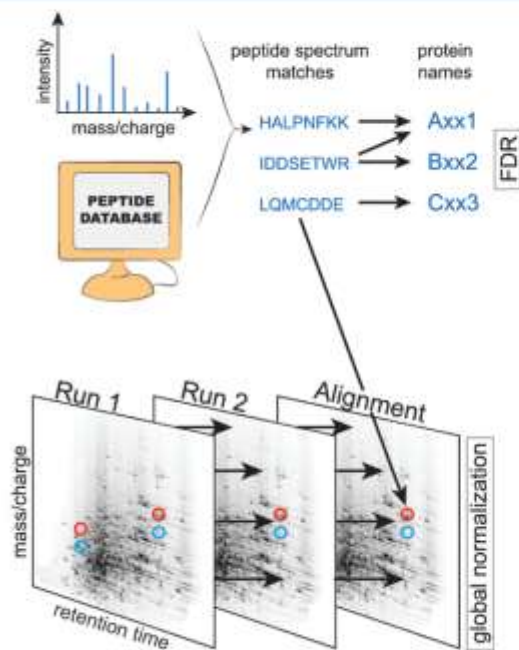 intensity
mass/charge
PEPTIDE
DATABASE
peptide spectrum
matches
protein
names
HALPNFKK
Axx1
IDDSETWR
Bxx2
LQMCDDE
Cxx3
FDR
Run 1
Run 2
Alignment
mass/charge
retention time
global normalization